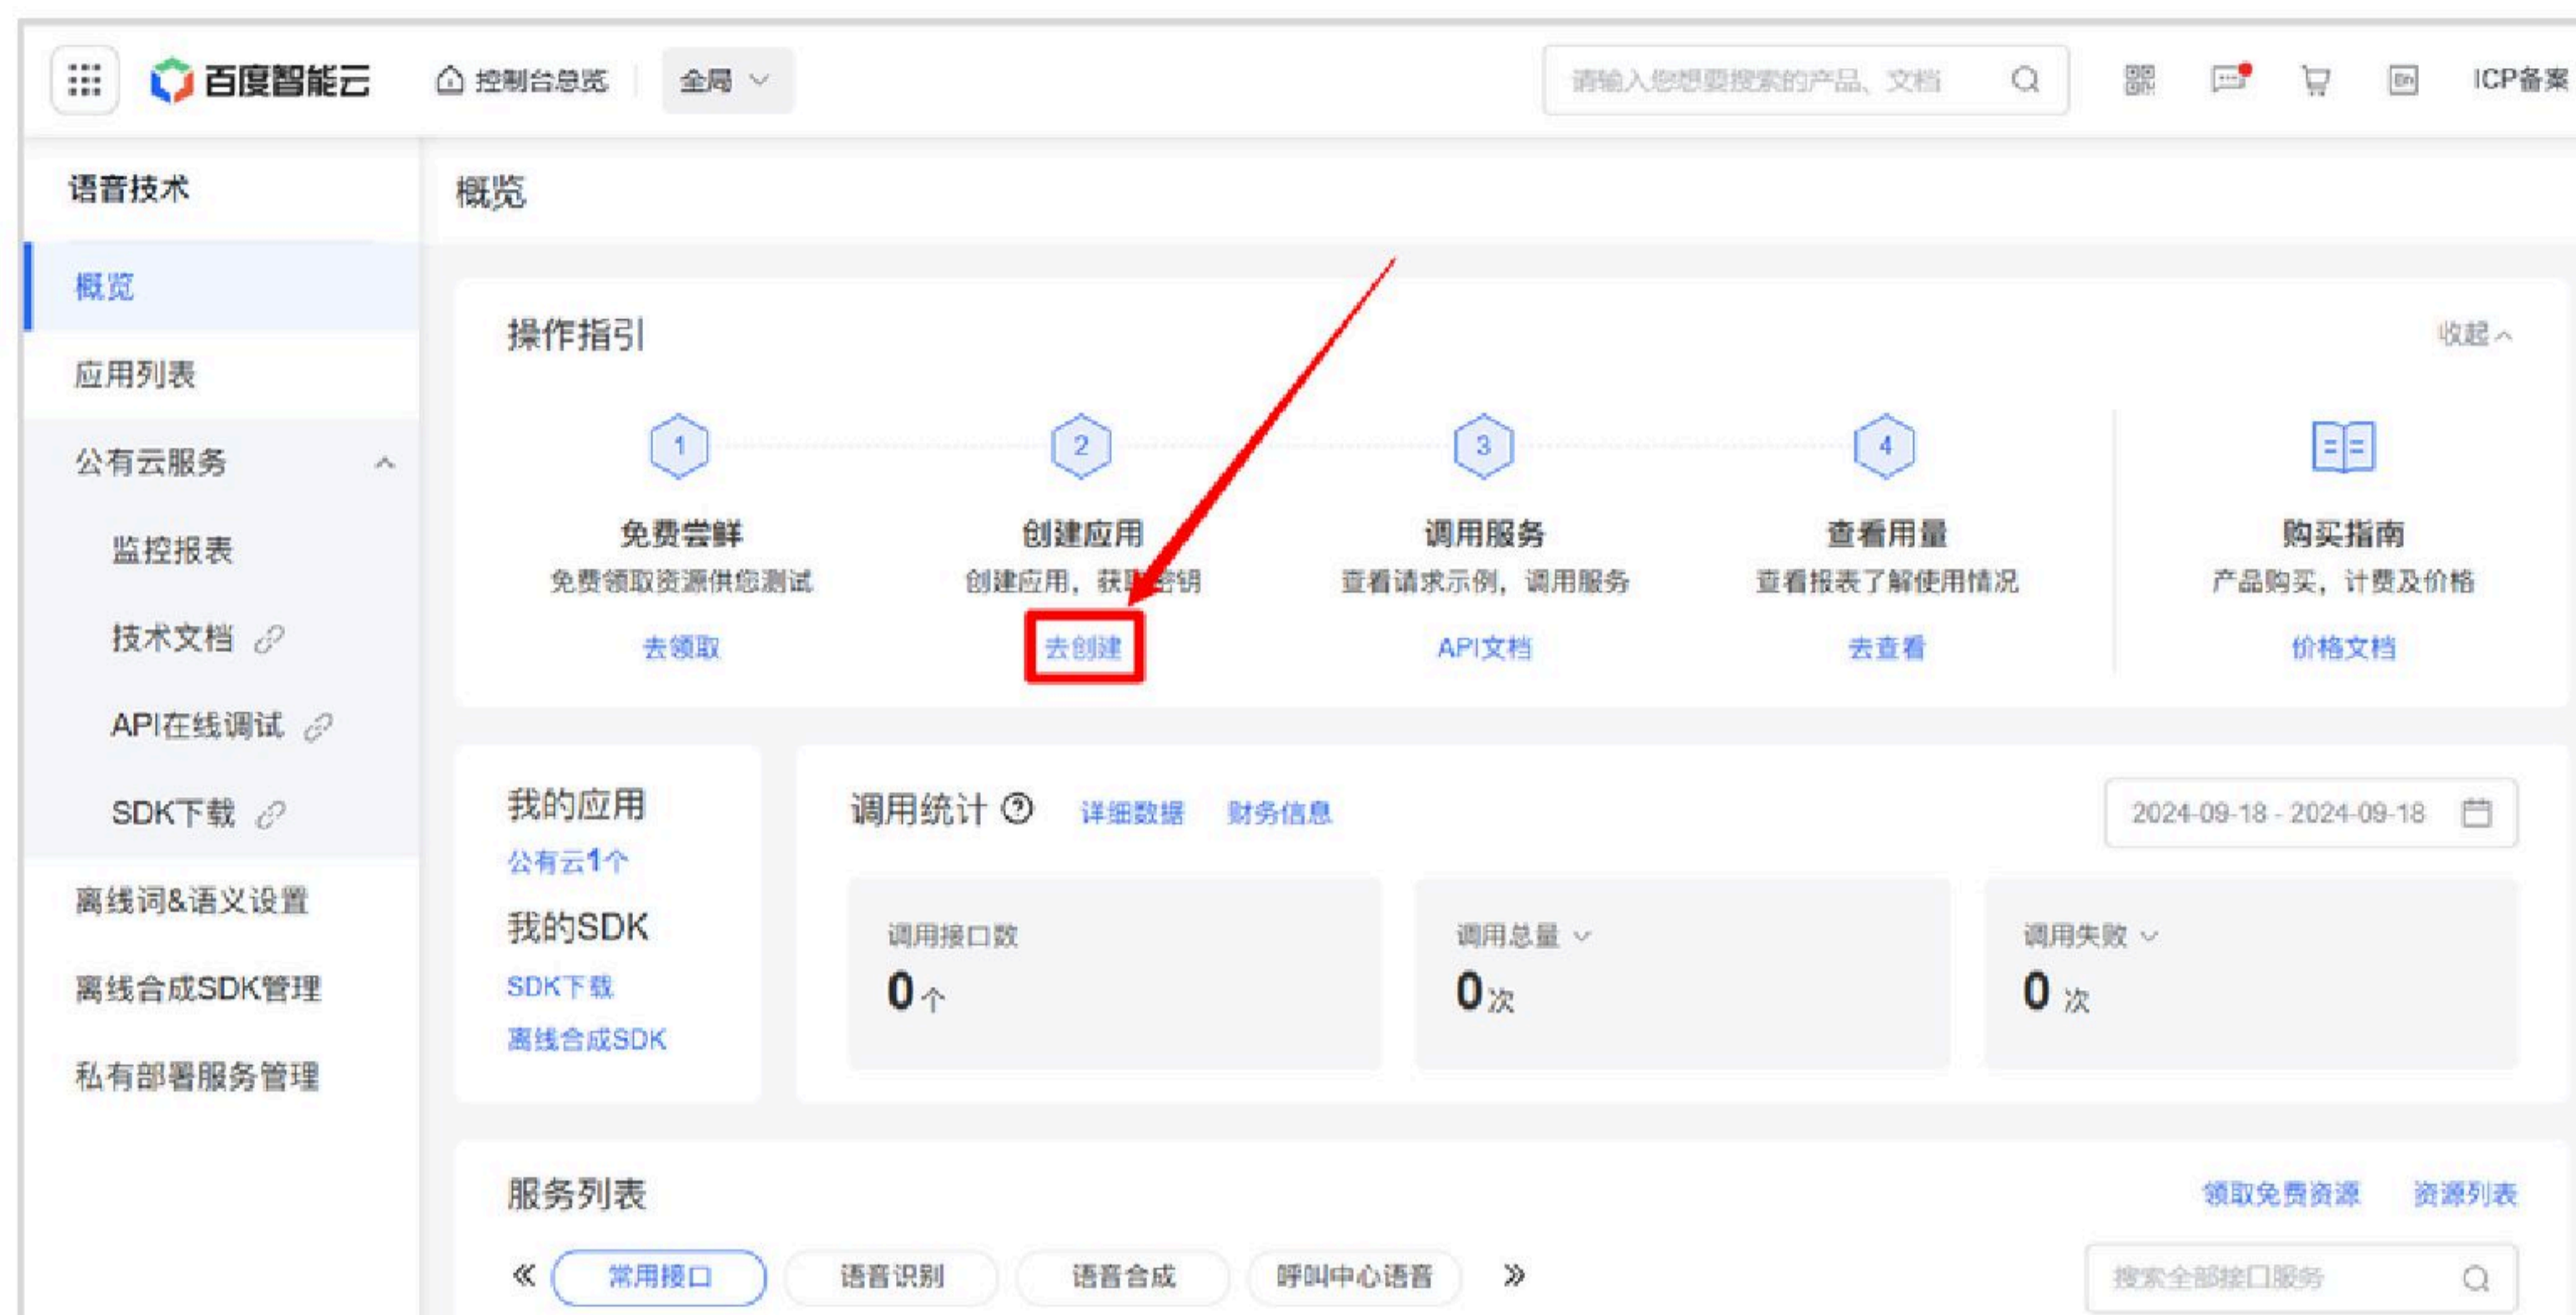 百度智能云 控制台总览 全局 请输入您想要搜索的产品、文档 En ICP备案
语音技术
概览
应用列表
公有云服务
监控报表
技术文档
API在线调试
SDK下载
离线词&语义设置
离线合成SDK管理
私有部署服务管理
概览
操作指引 收起
1 2 3 4
免费尝鲜 创建应用 调用服务 查看用量 购买指南
免费领取资源供您测试 创建应用，获取密钥 查看请求示例，调用服务 查看报表了解使用情况 产品购买，计费及价格
去领取 去创建 API文档 去查看 价格文档
我的应用
公有云1个
我的SDK
SDK下载
离线合成SDK
调用统计 详细数据 财务信息 2024-09-18 - 2024-09-18
调用接口数 调用总量 调用失败
0个 0次 0次
服务列表 领取免费资源 资源列表
« 常用接口 语音识别 语音合成 呼叫中心语音 » 搜索全部接口服务